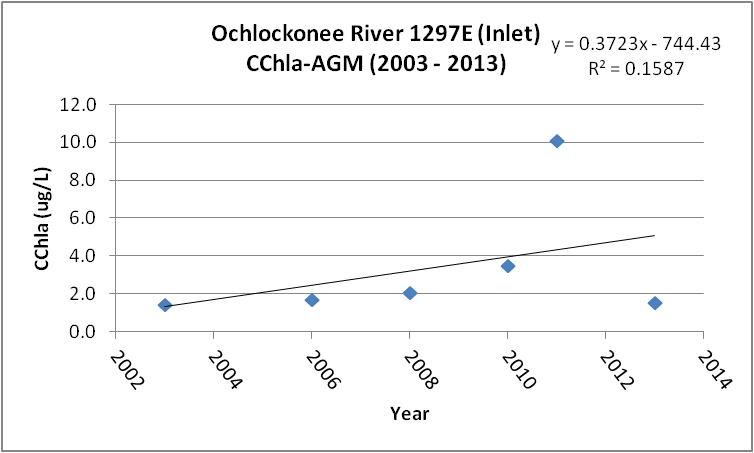 Ochlockonee River 1297E (Inlet)
CChla-AGM (2003 - 2013)
y = 0.3723x - 744.43
R² = 0.1587
12.0
10.0
8.0
6.0
4.0
2.0
0.0
CChla (ug/L)
2002
2004
2006
2008
2010
2012
2014
Year